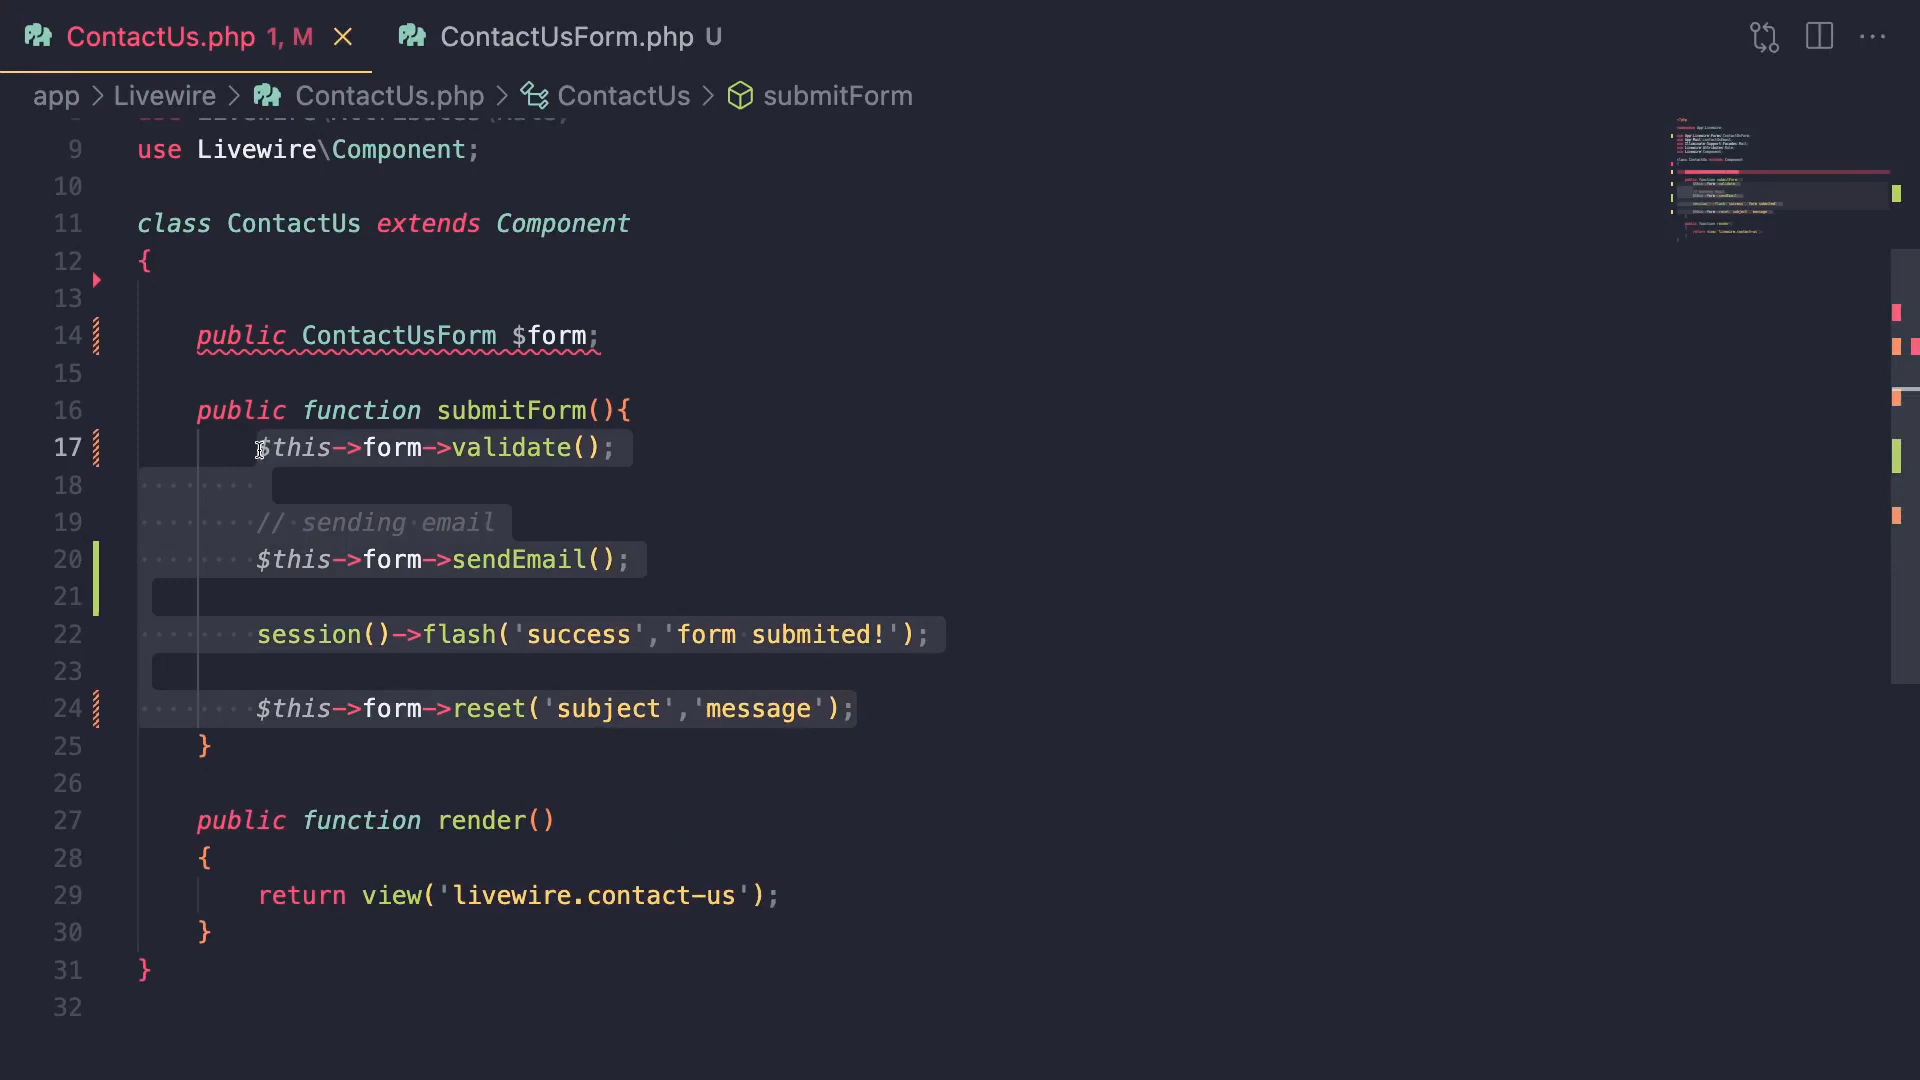 ContactUs.php 1, M ContactUsForm.php U
app > Livewire > ContactUs.php > ContactUs > submitForm
9 use Livewire\Component;
10
11 class ContactUs extends Component
12 {
13
14 public ContactUsForm $form;
15
16 public function submitForm(){
17 $this->form->validate();
18
19 // sending email
20 $this->form->sendEmail();
21
22 session()->flash('success','form submited!');
23
24 $this->form->reset('subject','message');
25 }
26
27 public function render()
28 {
29 return view('livewire.contact-us');
30 }
31 }
32